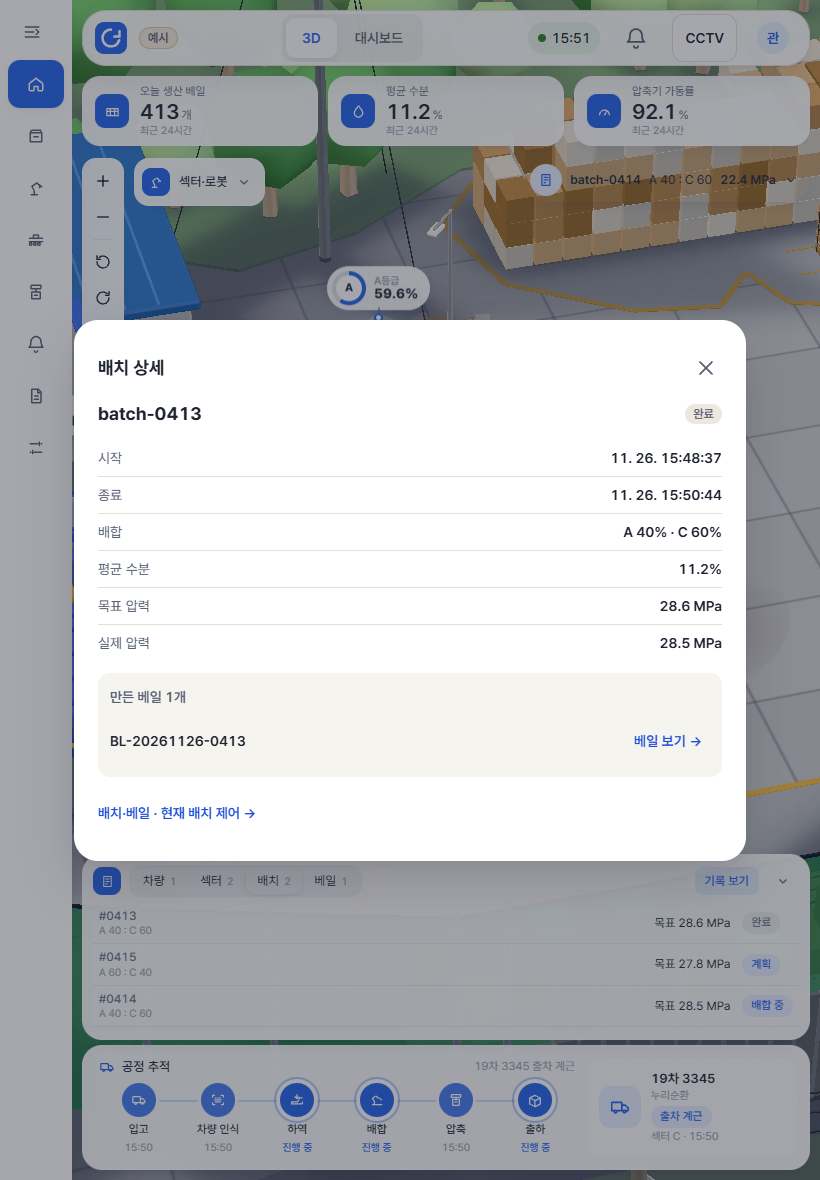 예시
3D
대시보드
15:51
CCTV
관
오늘 생산 베일
413개
최근 24시간
평균 수분
11.2%
최근 24시간
압축기 가동률
92.1%
최근 24시간
섹터·로봇
batch-0414 A 40 : C 60 22.4 MPa
A
A등급
59.6%
배치 상세
batch-0413
완료
시작
11. 26. 15:48:37
종료
11. 26. 15:50:44
배합
A 40% · C 60%
평균 수분
11.2%
목표 압력
28.6 MPa
실제 압력
28.5 MPa
만든 베일 1개
BL-20261126-0413
베일 보기 →
배치·베일 · 현재 배치 제어 →
차량 1
섹터 2
배치 2
베일 1
기록 보기
#0413
A 40 : C 60
목표 28.6 MPa
완료
#0415
A 60 : C 40
목표 27.8 MPa
계획
#0414
A 40 : C 60
목표 28.5 MPa
배합 중
공정 추적
19차 3345 출차 계근
입고
15:50
차량 인식
15:50
하역
진행 중
배합
진행 중
압축
15:50
출하
진행 중
19차 3345
누리순환
출차 계근
섹터 C · 15:50